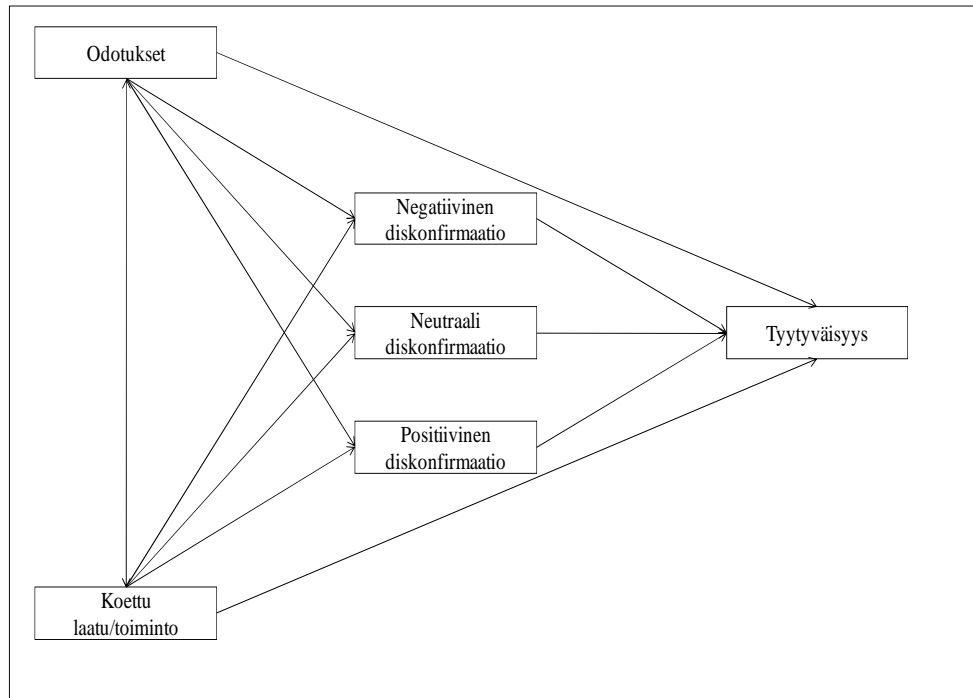 Odotukset
Negatiivinen
diskonfirmaatio
Neutraali
diskonfirmaatio
Tyytyväisyys
Positiivinen
diskonfirmaatio
Koettu
laatu/toiminto